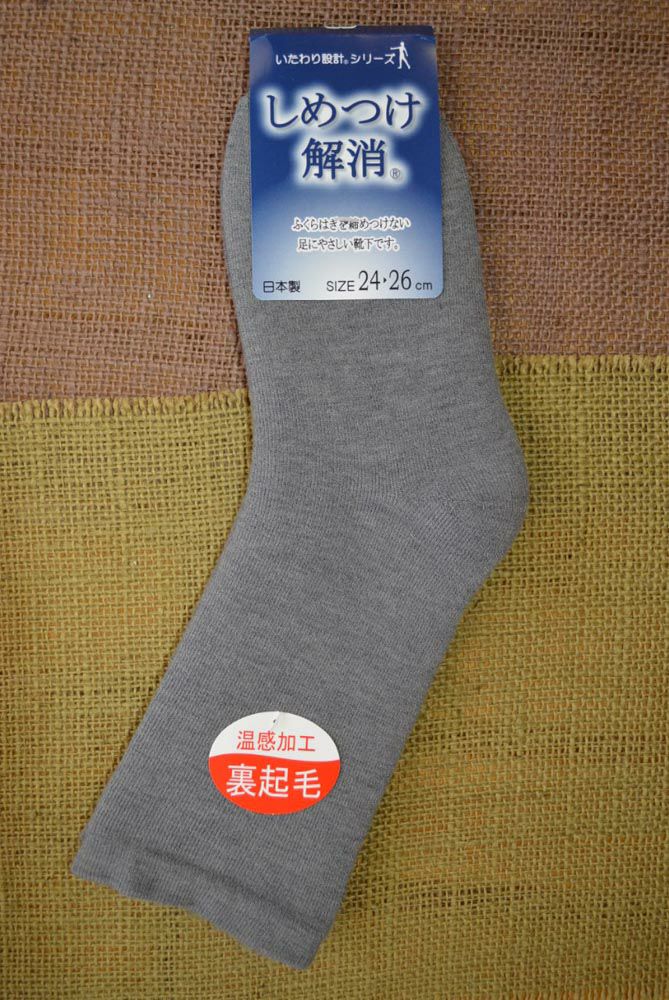 いたわり設計®シリーズ
しめつけ
解消®
ふくらはぎを締めつけない
足にやさしい靴下です。
日本製 SIZE 24▸26cm
温感加工
裏起毛